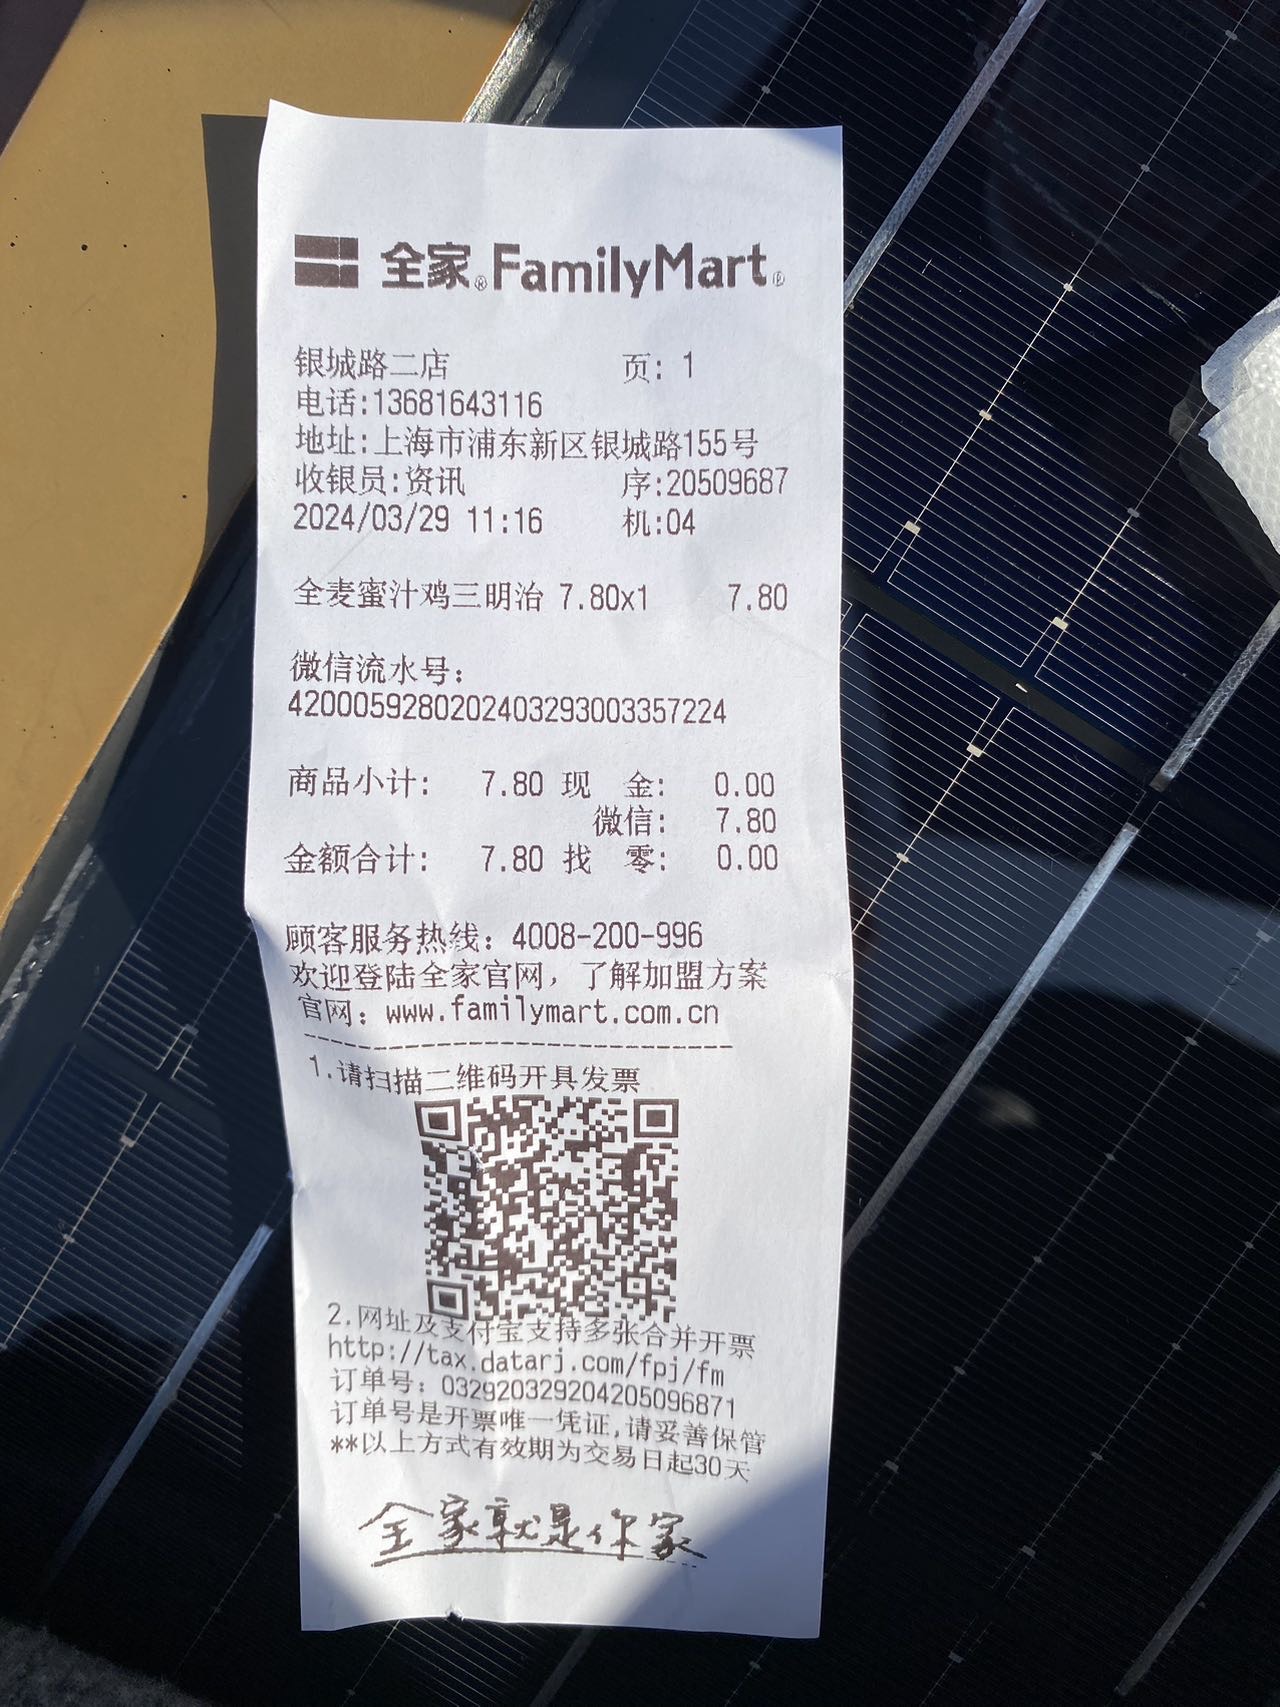 全家®FamilyMart®
银城路二店 页: 1
电话:13681643116
地址:上海市浦东新区银城路155号
收银员:资讯 序:20509687
2024/03/29 11:16 机:04
全麦蜜汁鸡三明治 7.80x1 7.80
微信流水号:
4200059280202403293003357224
商品小计: 7.80 现 金: 0.00
微信: 7.80
金额合计: 7.80 找 零: 0.00
顾客服务热线: 4008-200-996
欢迎登陆全家官网, 了解加盟方案
官网: www.familymart.com.cn
1.请扫描二维码开具发票
2.网址及支付宝支持多张合并开票
http://tax.datarj.com/fpj/fm
订单号: 032920329204205096871
订单号是开票唯一凭证,请妥善保管
**以上方式有效期为交易日起30天
全家就是你家